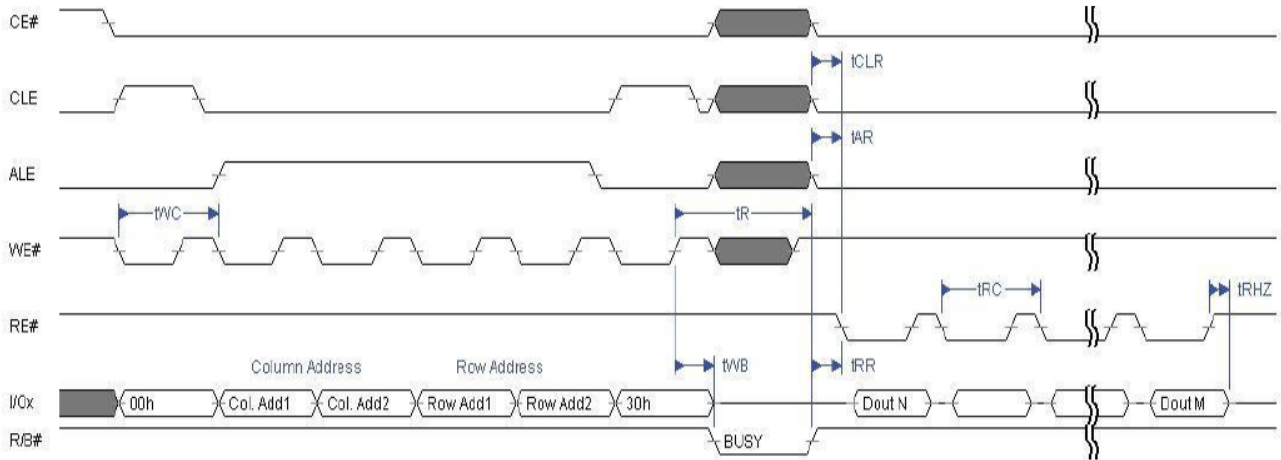 CE#
tCLR
CLE
tAR
ALE
tWC
tR
WE#
tRC
tRHZ
RE#
tWB
tRR
Column Address
Row Address
I/Ox
00h
Col. Add1
Col. Add2
Row Add1
Row Add2
30h
Dout N
Dout M
R/B#
BUSY